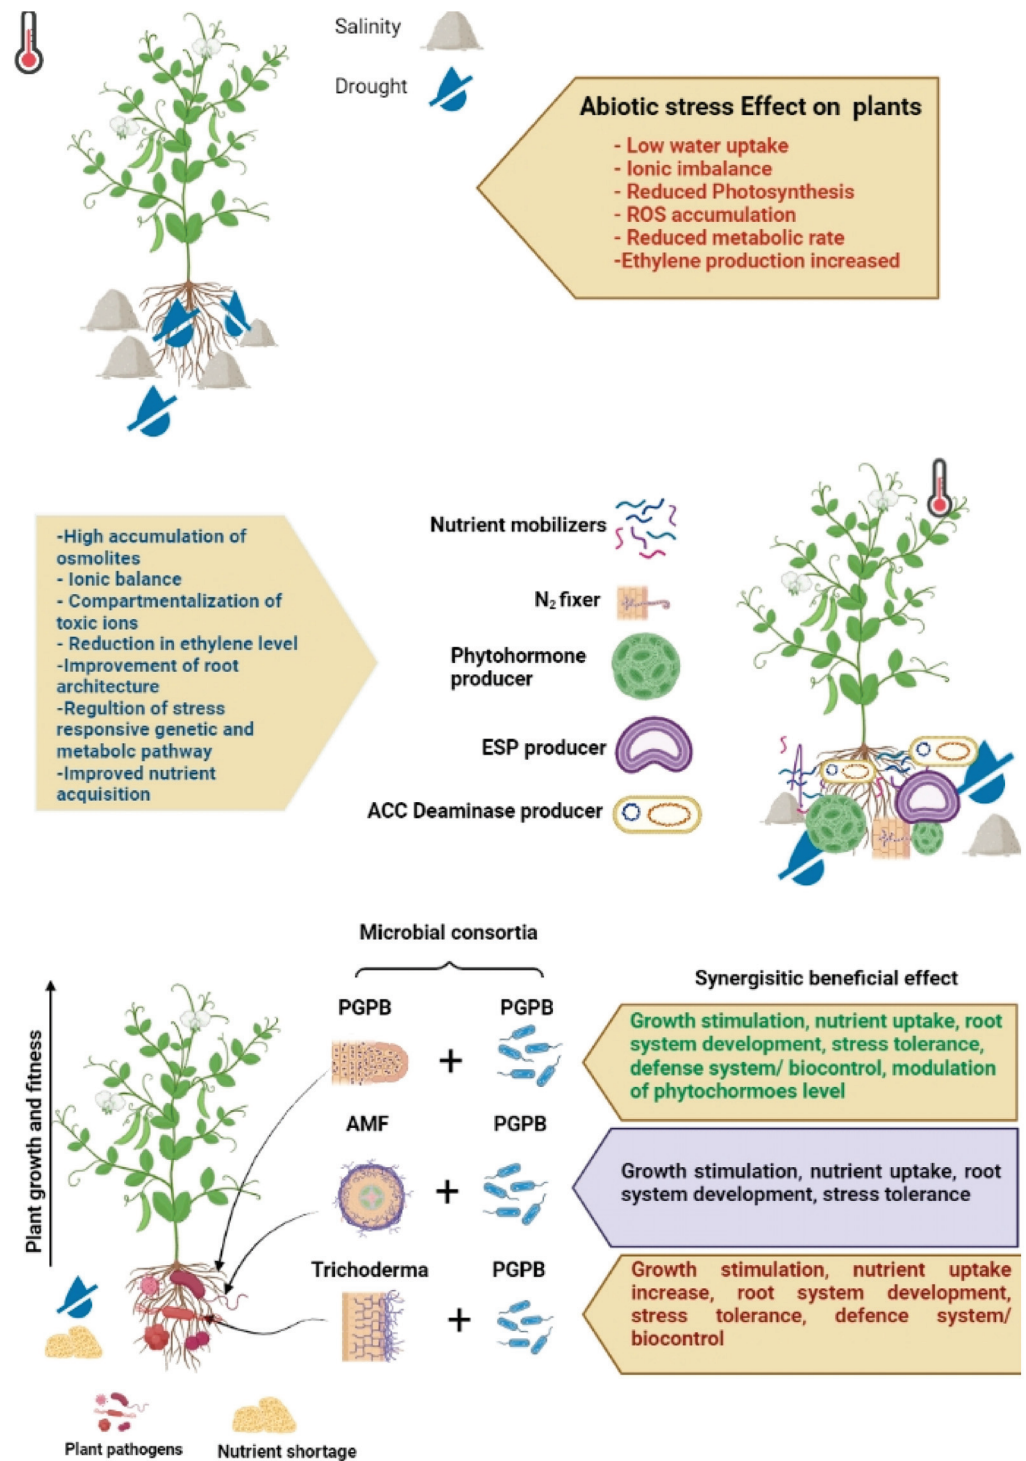 Salinity
Drought
Abiotic stress Effect on plants
- Low water uptake
- Ionic imbalance
- Reduced Photosynthesis
- ROS accumulation
- Reduced metabolic rate
-Ethylene production increased
-High accumulation of
osmolites
- Ionic balance
- Compartmentalization of
toxic ions
- Reduction in ethylene level
-Improvement of root
architecture
-Regultion of stress
responsive genetic and
metabolc pathway
-Improved nutrient
acquisition
Nutrient mobilizers
N₂ fixer
Phytohormone
producer
ESP producer
ACC Deaminase producer
Microbial consortia
Synergisitic beneficial effect
Plant growth and fitness
PGPB
PGPB
Growth stimulation, nutrient uptake, root
system development, stress tolerance,
defense system/ biocontrol, modulation
of phytochormoes level
AMF
PGPB
Growth stimulation, nutrient uptake, root
system development, stress tolerance
Trichoderma
PGPB
Growth stimulation, nutrient uptake
increase, root system development,
stress tolerance, defence system/
biocontrol
Plant pathogens
Nutrient shortage